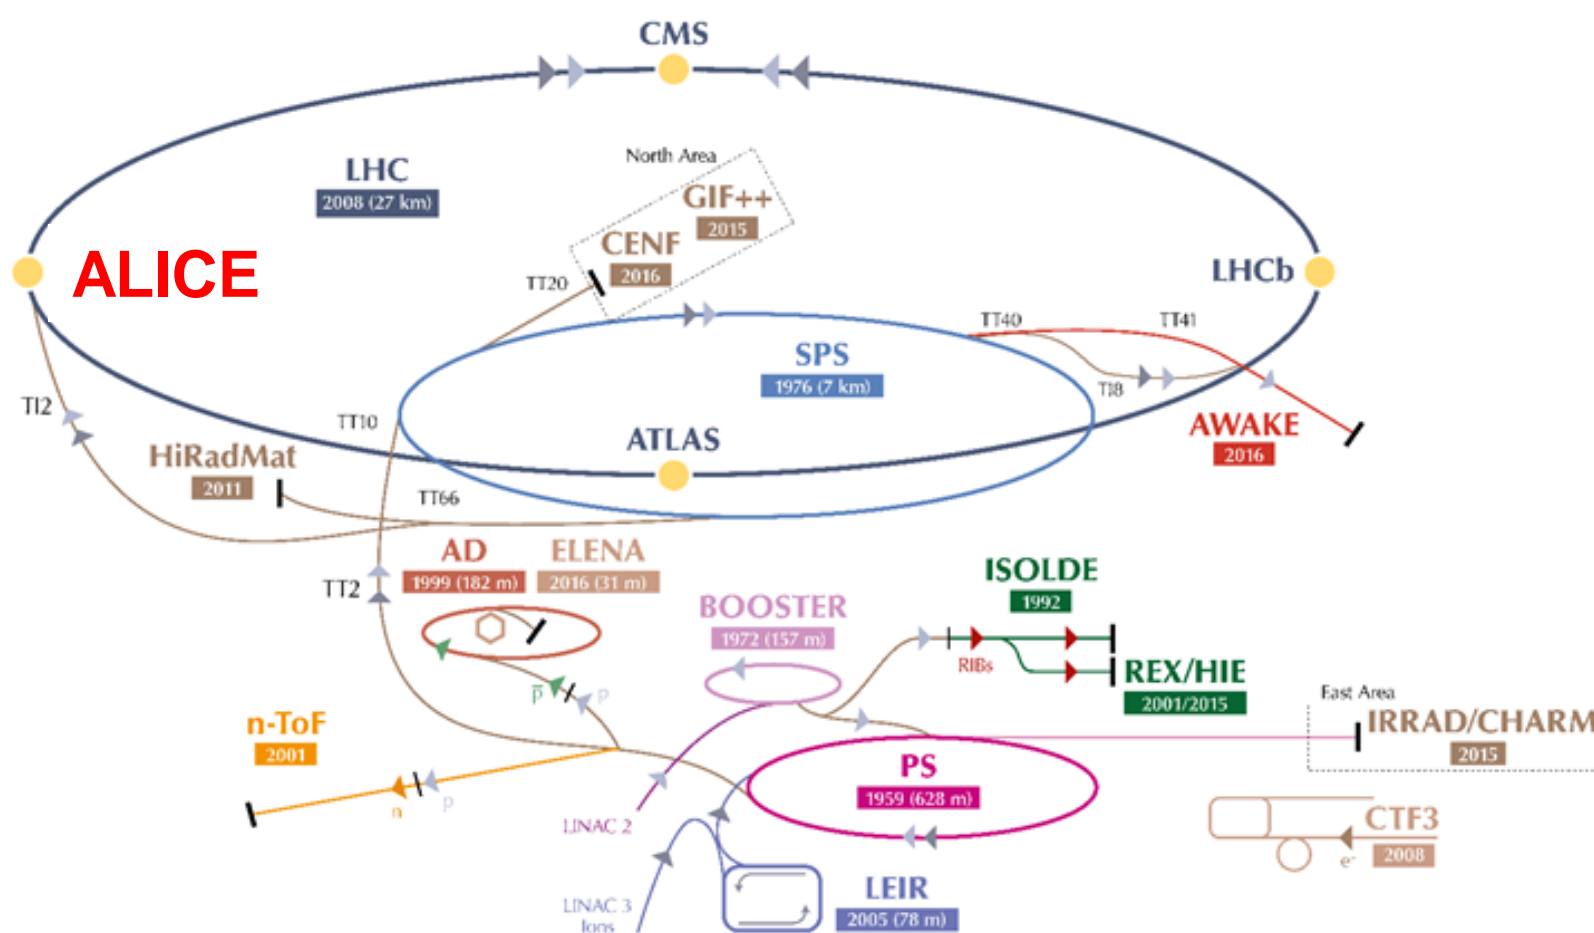 CMS
LHC
2008 (27 km)
North Area
GIF++
2015
CENF
2016
TT20
ALICE
LHCb
TT40
TT41
SPS
1976 (7 km)
TI8
TI2
TT10
ATLAS
AWAKE
2016
HiRadMat
2011
TT66
AD
1999 (182 m)
ELENA
2016 (31 m)
TT2
ISOLDE
1992
BOOSTER
1972 (157 m)
RIBs
REX/HIE
2001/2015
p̅
p
East Area
IRRAD/CHARM
2015
n-ToF
2001
n
p
PS
1959 (628 m)
LINAC 2
CTF3
2008
e-
LEIR
2005 (78 m)
LINAC 3
Ions